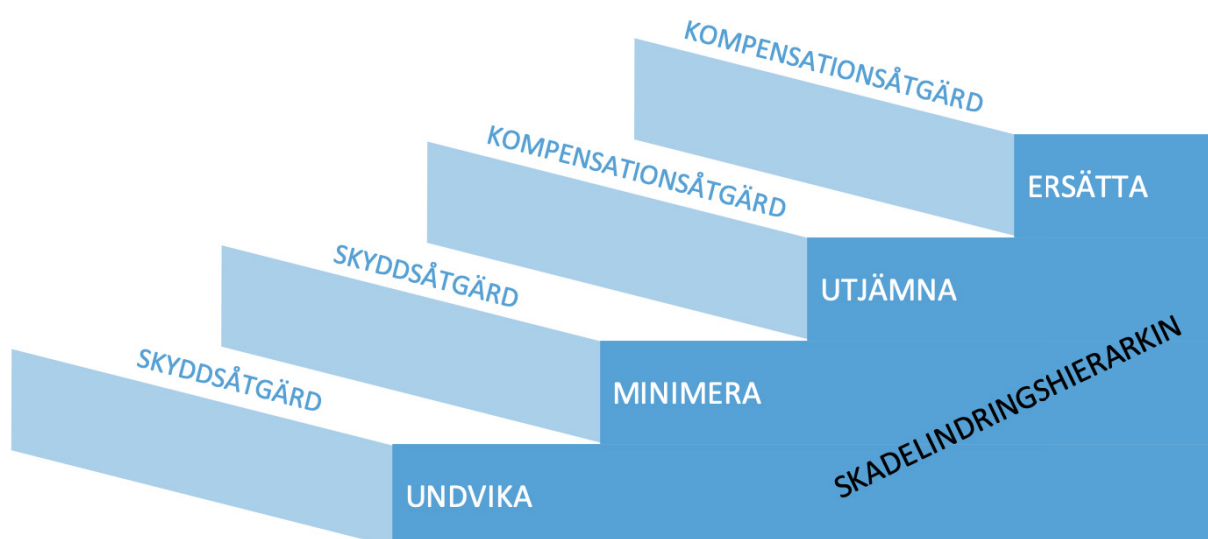 KOMPENSATIONSÅTGÄRD
ERSÄTTA
KOMPENSATIONSÅTGÄRD
UTJÄMNA
SKYDDSÅTGÄRD
MINIMERA
SKYDDSÅTGÄRD
UNDVIKA
SKADELINDRINGSHIERARKIN